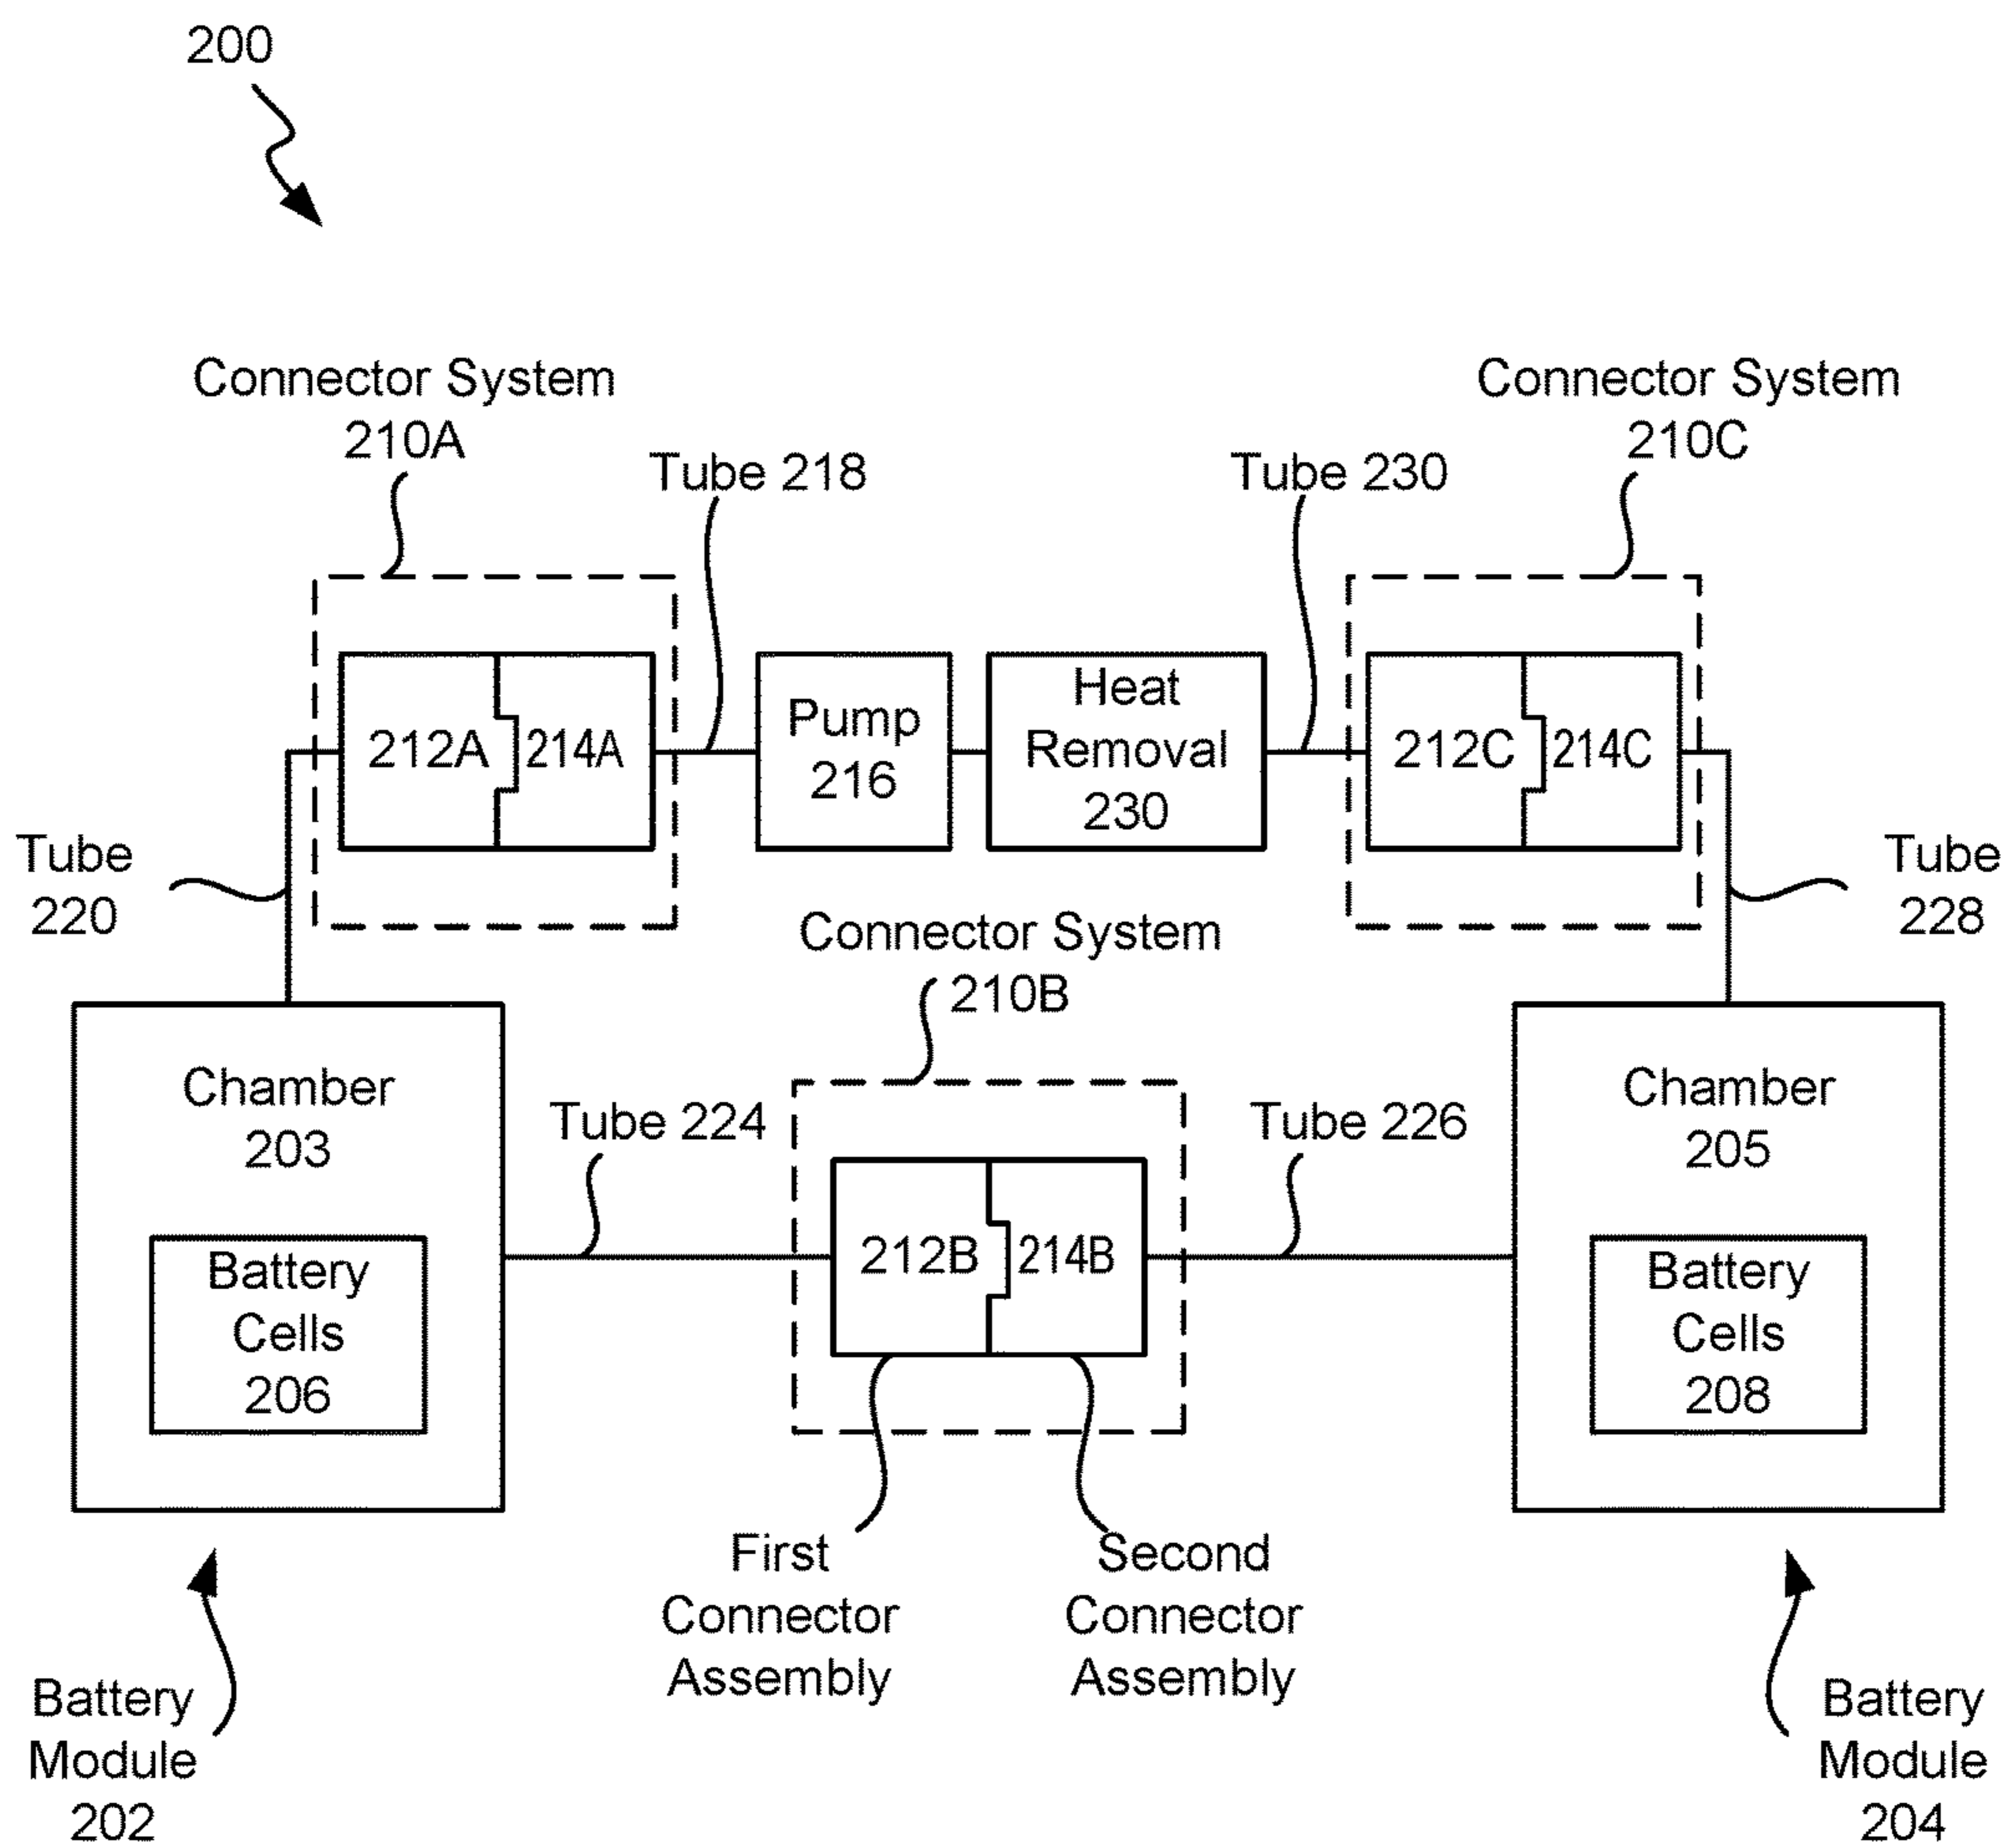 200
Connector System
210A
Tube 218
Tube 230
Connector System
210C
212A
214A
Pump
216
Heat
Removal
230
212C
214C
Tube
220
Tube
228
Connector System
210B
Chamber
203
Tube 224
Tube 226
Chamber
205
212B
214B
Battery
Cells
206
Battery
Cells
208
First
Connector
Assembly
Second
Connector
Assembly
Battery
Module
202
Battery
Module
204